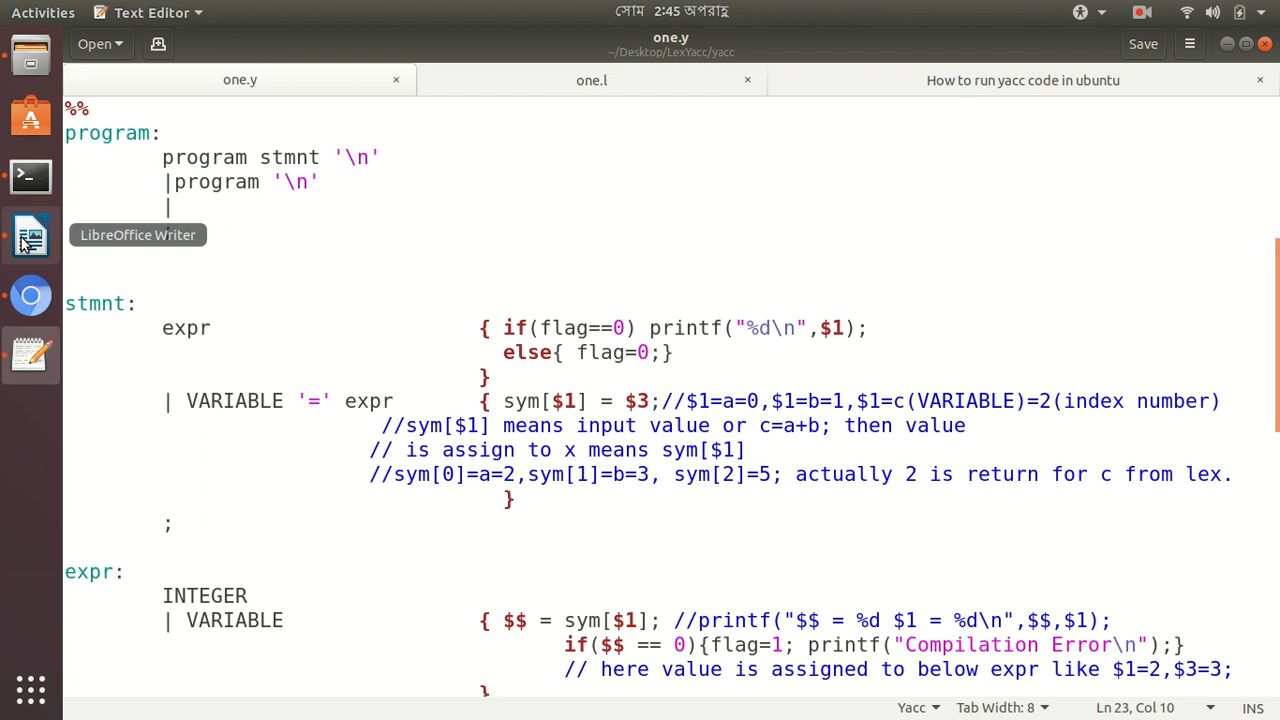 Activities
Text Editor
সোম 2:45 অপরাহ্ণ
Open
one.y
~/Desktop/LexYacc/yacc
Save
one.y
one.l
How to run yacc code in ubuntu
%%
program:
program stmnt '\n'
|program '\n'
|
LibreOffice Writer
stmnt:
expr { if(flag==0) printf("%d\n",$1);
else{ flag=0;}
}
| VARIABLE '=' expr { sym[$1] = $3;//$1=a=0,$1=b=1,$1=c(VARIABLE)=2(index number)
//sym[$1] means input value or c=a+b; then value
// is assign to x means sym[$1]
//sym[0]=a=2,sym[1]=b=3, sym[2]=5; actually 2 is return for c from lex.
}
;
expr:
INTEGER
| VARIABLE { $$ = sym[$1]; //printf("$$ = %d $1 = %d\n",$$,$1);
if($$ == 0){flag=1; printf("Compilation Error\n");}
// here value is assigned to below expr like $1=2,$3=3;
}
Yacc
Tab Width: 8
Ln 23, Col 10
INS